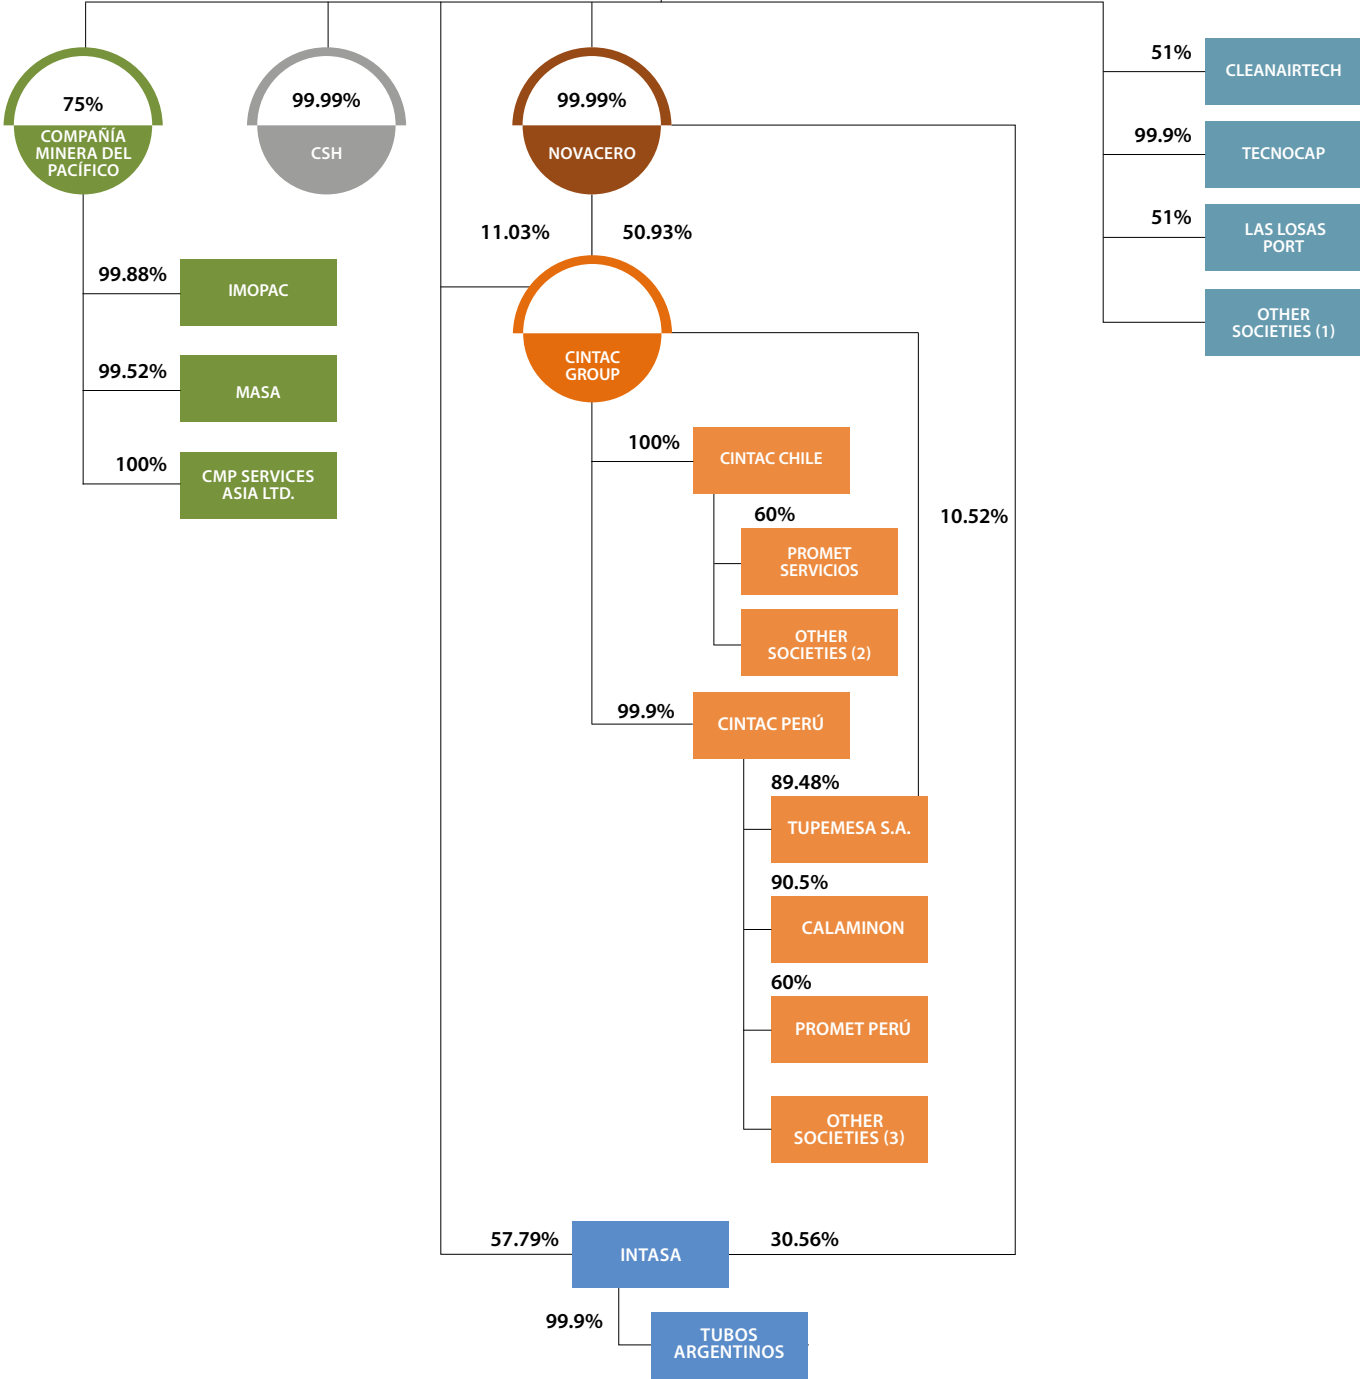 75%
COMPAÑÍA
MINERA DEL
PACÍFICO
99.99%
CSH
99.99%
NOVACERO
51%
CLEANAIRTECH
99.9%
TECNOCAP
51%
LAS LOSAS
PORT
OTHER
SOCIETIES (1)
99.88%
IMOPAC
99.52%
MASA
100%
CMP SERVICES
ASIA LTD.
11.03%
50.93%
CINTAC
GROUP
100%
CINTAC CHILE
60%
PROMET
SERVICIOS
OTHER
SOCIETIES (2)
10.52%
99.9%
CINTAC PERÚ
89.48%
TUPEMESA S.A.
90.5%
CALAMINON
60%
PROMET PERÚ
OTHER
SOCIETIES (3)
57.79%
INTASA
30.56%
99.9%
TUBOS
ARGENTINOS